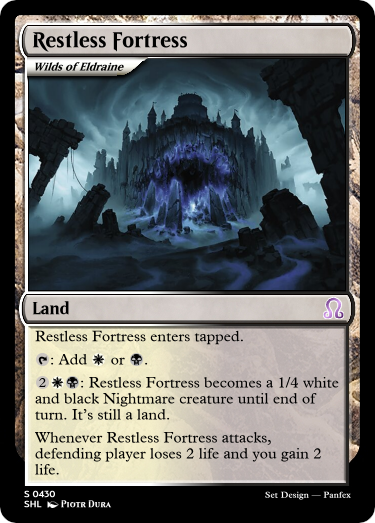 Restless Fortress
Wilds of Eldraine
Land
Restless Fortress enters tapped.
: Add or .
2 : Restless Fortress becomes a 1/4 white
and black Nightmare creature until end of
turn. It's still a land.
Whenever Restless Fortress attacks,
defending player loses 2 life and you gain 2
life.
S 0430
SHL Piotr Dura
Set Design — Panfex